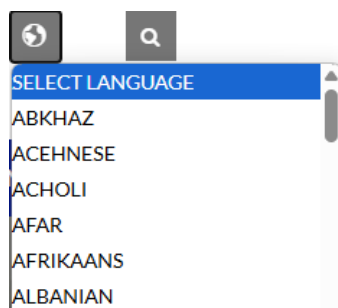 SELECT LANGUAGE
ABKHAZ
ACEHNESE
ACHOLI
AFAR
AFRIKAANS
ALBANIAN